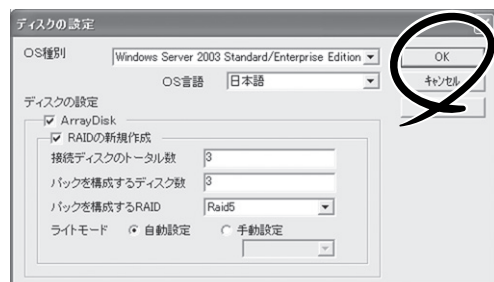 ディスクの設定
OS種別 Windows Server 2003 Standard/Enterprise Edition OK
OS言語 日本語 キャンセル
ディスクの設定
ArrayDisk
RAIDの新規作成
接続ディスクのトータル数 3
パックを構成するディスク数 3
パックを構成するRAID Raid5
ライトモード 自動設定 手動設定